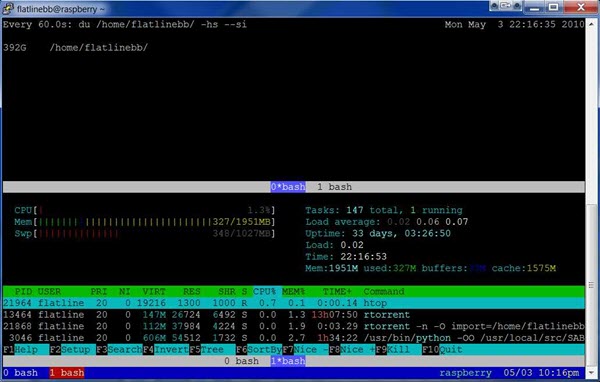 flatlinebb@raspberry ~
Every 60.0s: du /home/flatlinebb/ -hs --si Mon May 3 22:16:35 2010
392G /home/flatlinebb/
0*bash 1 bash
CPU[| 1.3%] Tasks: 147 total, 1 running
Mem[||||||||||||||||||||||||||||||||327/1951MB] Load average: 0.02 0.06 0.07
Swp[|||||||||||||| 348/1027MB] Uptime: 33 days, 03:26:50
Load: 0.02
Time: 22:16:53
Mem:1951M used:327M buffers: cache:1575M
PID USER PRI NI VIRT RES SHR S CPU% MEM% TIME+ Command
21964 flatline 20 0 19216 1300 1000 R 0.7 0.1 0:00.14 htop
13464 flatline 20 0 147M 26724 6492 S 0.0 1.3 13h07:50 rtorrent
21868 flatline 20 0 112M 37984 4224 S 0.0 1.9 0:03.29 rtorrent -n -O import=/home/flatlinebb
3046 flatline 20 0 606M 54512 1732 S 0.0 2.7 1h34:22 /usr/bin/python -OO /usr/local/src/SAB
F1Help F2Setup F3SearchF4InvertF5Tree F6SortByF7Nice -F8Nice +F9Kill F10Quit
0 bash 1*bash
0 bash 1 bash raspberry 05/03 10:16pm